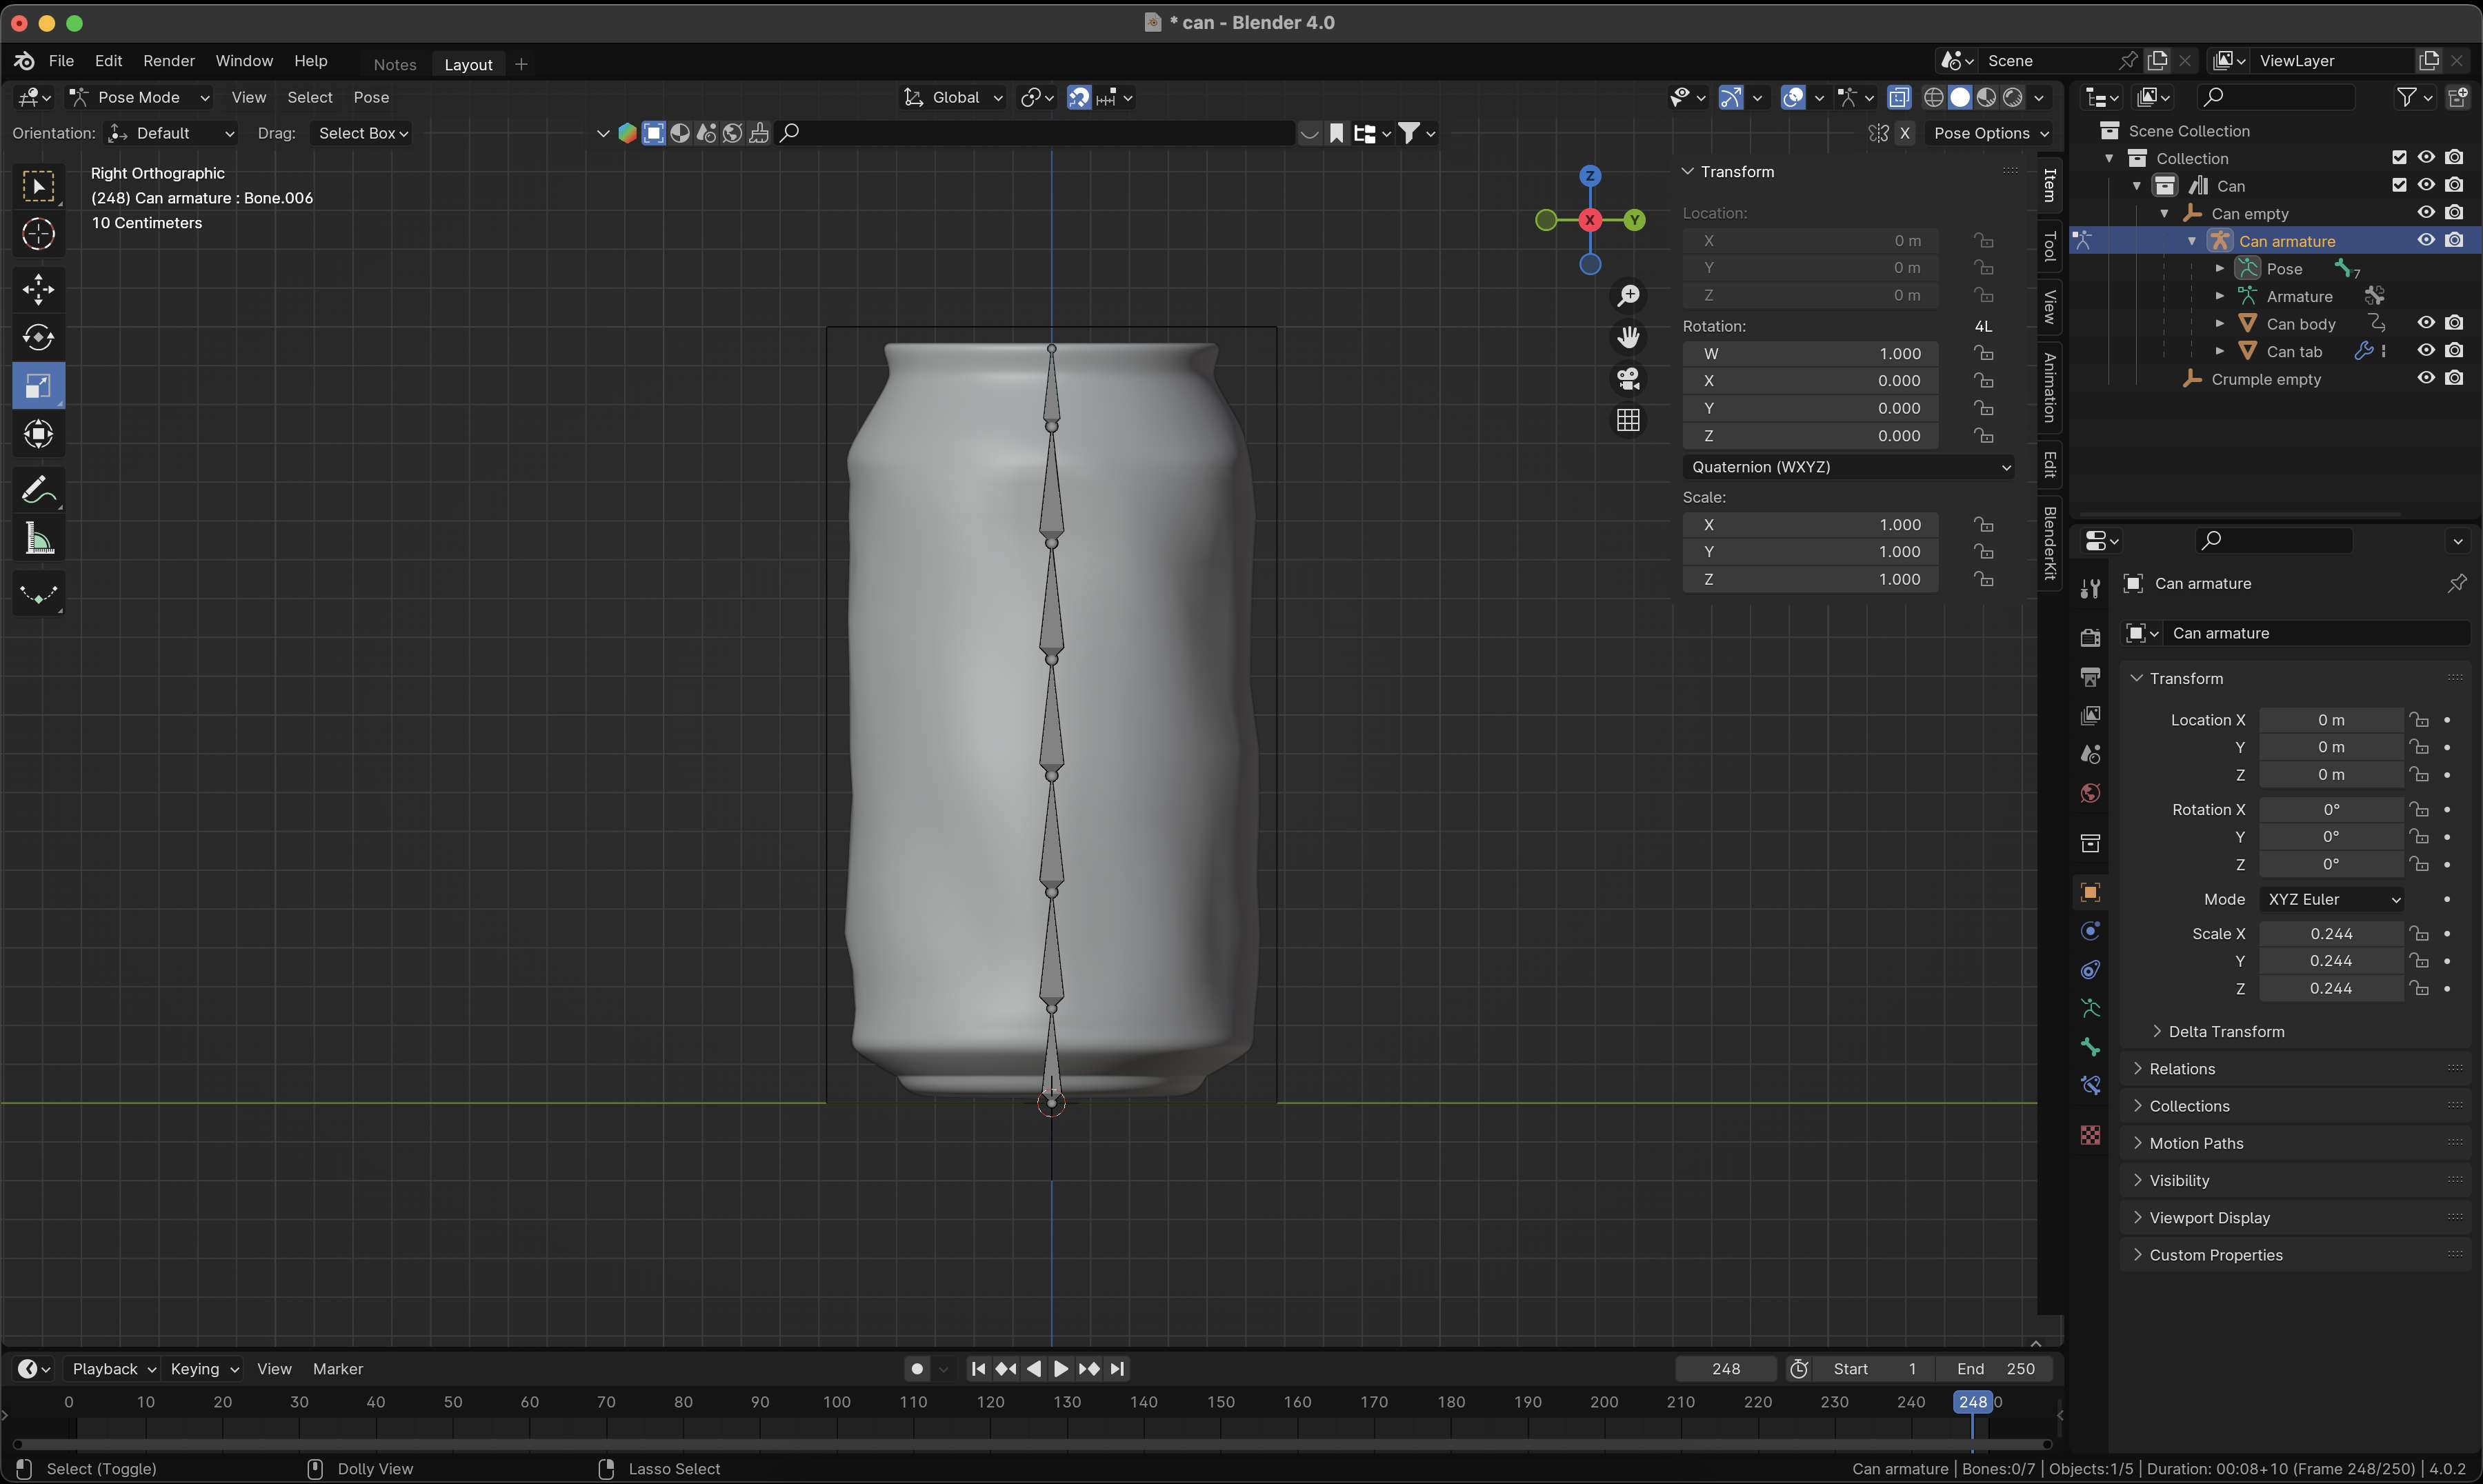 * can - Blender 4.0
File Edit Render Window Help Notes Layout Scene ViewLayer
Pose Mode View Select Pose Global
Orientation: Default Drag: Select Box X Pose Options
Right Orthographic
(248) Can armature : Bone.006
10 Centimeters
Z
X
Y
Transform
Location:
X 0 m
Y 0 m
Z 0 m
Rotation: 4L
W 1.000
X 0.000
Y 0.000
Z 0.000
Quaternion (WXYZ)
Scale:
X 1.000
Y 1.000
Z 1.000
Item
Tool
View
Animation
Edit
BlenderKit
Scene Collection
Collection
Can
Can empty
Can armature
Pose 7
Armature
Can body
Can tab
Crumple empty
Can armature
Can armature
Transform
Location X 0 m
Y 0 m
Z 0 m
Rotation X 0°
Y 0°
Z 0°
Mode XYZ Euler
Scale X 0.244
Y 0.244
Z 0.244
Delta Transform
Relations
Collections
Motion Paths
Visibility
Viewport Display
Custom Properties
Playback Keying View Marker 248 Start 1 End 250
0 10 20 30 40 50 60 70 80 90 100 110 120 130 140 150 160 170 180 190 200 210 220 230 240 248 0
Select (Toggle) Dolly View Lasso Select Can armature | Bones:0/7 | Objects:1/5 | Duration: 00:08+10 (Frame 248/250) | 4.0.2